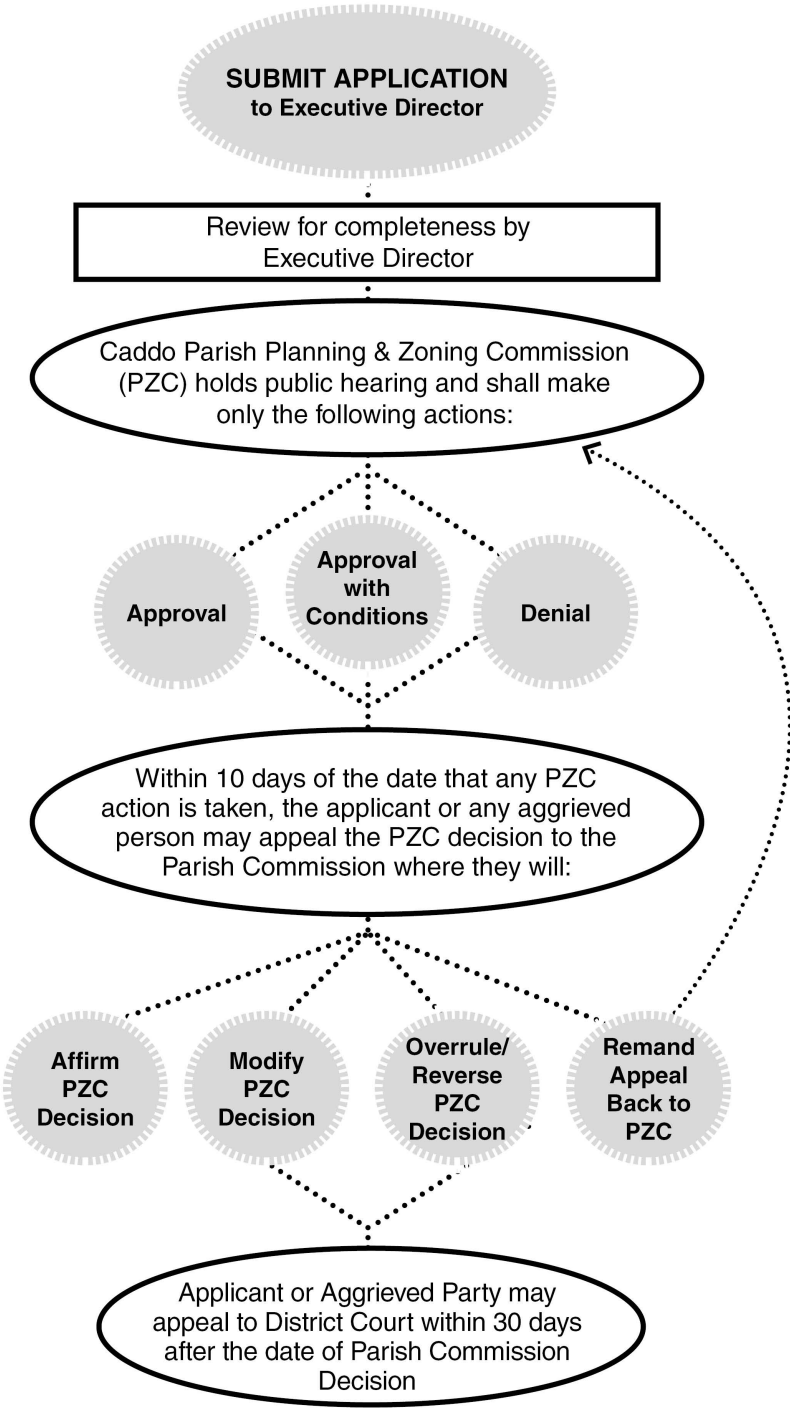 SUBMIT APPLICATION
to Executive Director
Review for completeness by
Executive Director
Caddo Parish Planning & Zoning Commission
(PZC) holds public hearing and shall make
only the following actions:
Approval
Approval
with
Conditions
Denial
Within 10 days of the date that any PZC
action is taken, the applicant or any aggrieved
person may appeal the PZC decision to the
Parish Commission where they will:
Affirm
PZC
Decision
Modify
PZC
Decision
Overrule/
Reverse
PZC
Decision
Remand
Appeal
Back to
PZC
Applicant or Aggrieved Party may
appeal to District Court within 30 days
after the date of Parish Commission
Decision